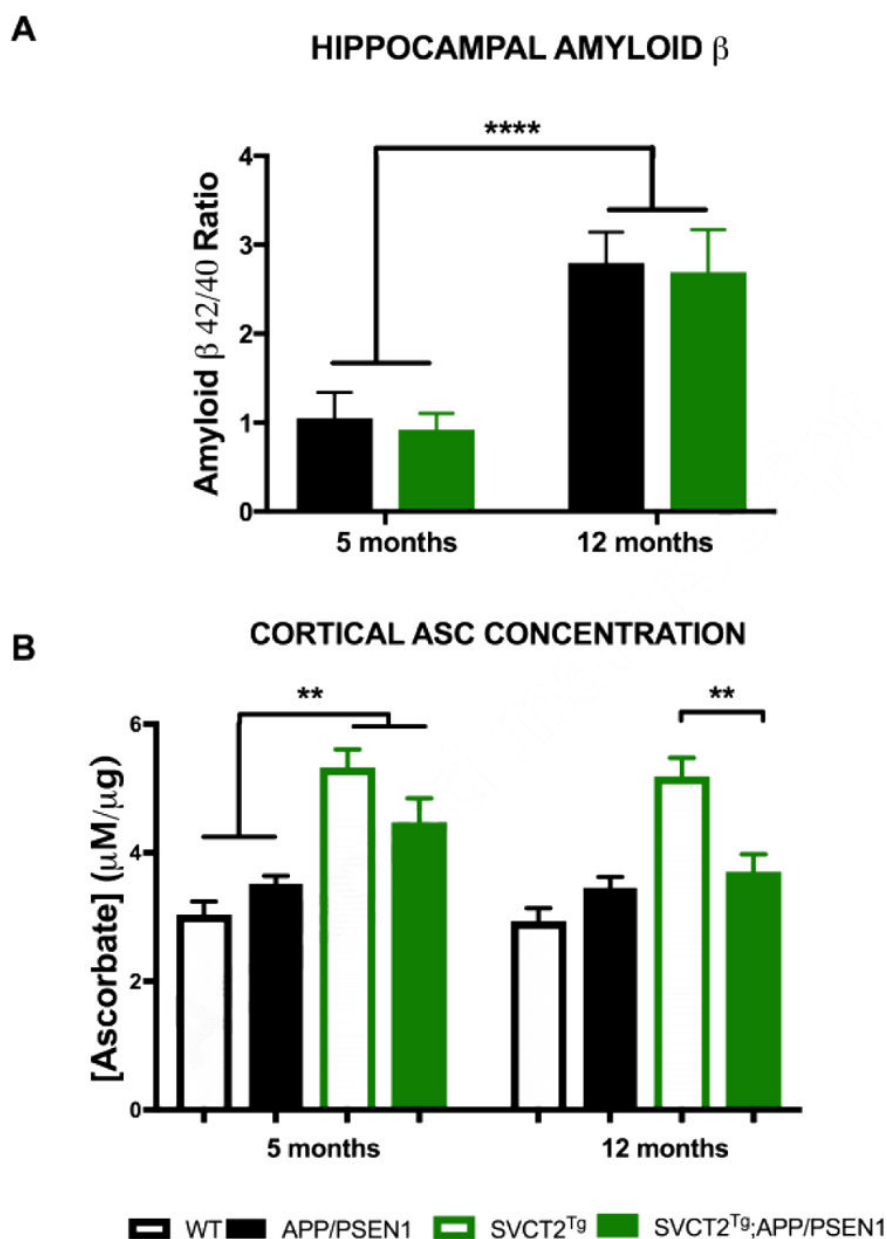 A
HIPPOCAMPAL AMYLOID β
****
4
3
2
1
0
Amyloid β 42/40 Ratio
5 months 12 months
B
CORTICAL ASC CONCENTRATION
** **
6
4
2
0
[Ascorbate] (μM/μg)
5 months 12 months
WT APP/PSEN1 SVCT2Tg SVCT2Tg;APP/PSEN1